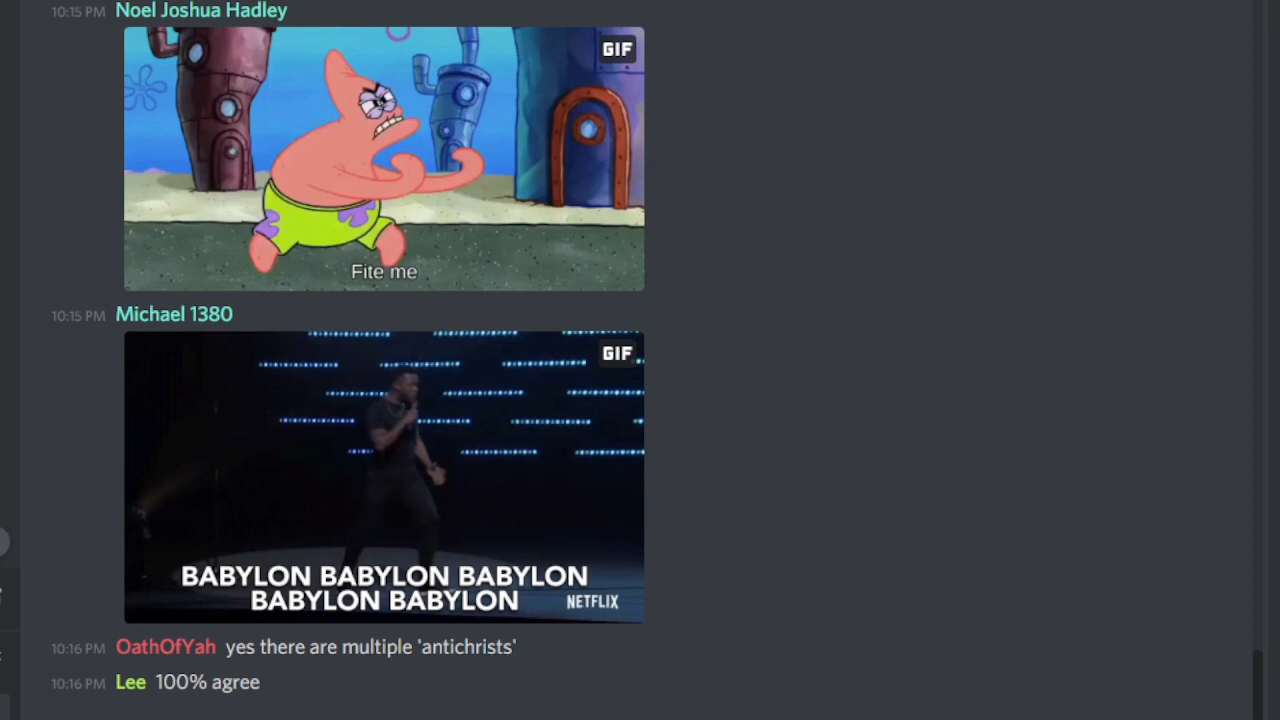 10:15 PM Noel Joshua Hadley
GIF
Fite me
10:15 PM Michael 1380
GIF
BABYLON BABYLON BABYLON
BABYLON BABYLON
NETFLIX
10:16 PM OathOfYah yes there are multiple 'antichrists'
10:16 PM Lee 100% agree